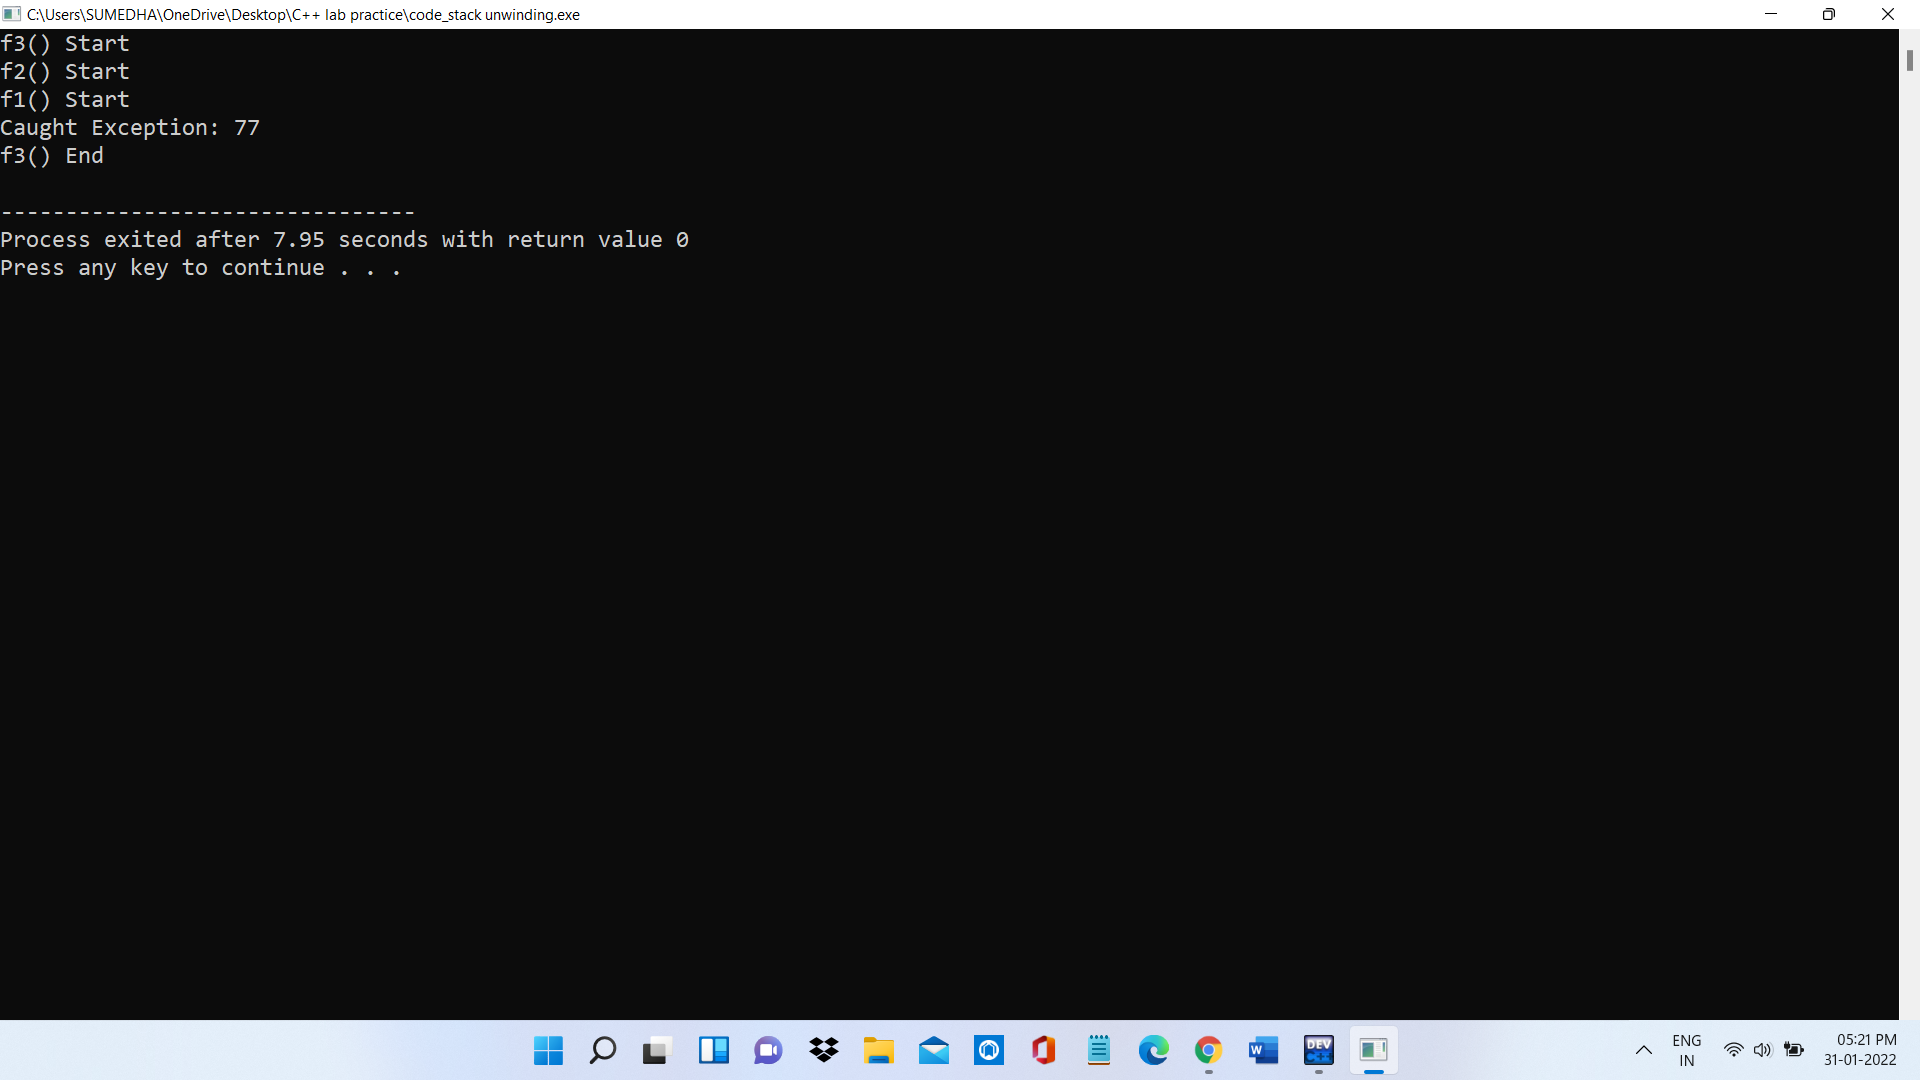 C:\Users\SUMEDHA\OneDrive\Desktop\C++ lab practice\code_stack unwinding.exe
f3() Start
f2() Start
f1() Start
Caught Exception: 77
f3() End
--------------------------------
Process exited after 7.95 seconds with return value 0
Press any key to continue . . .
W
DEV
C++
ENG
IN
05:21 PM
31-01-2022